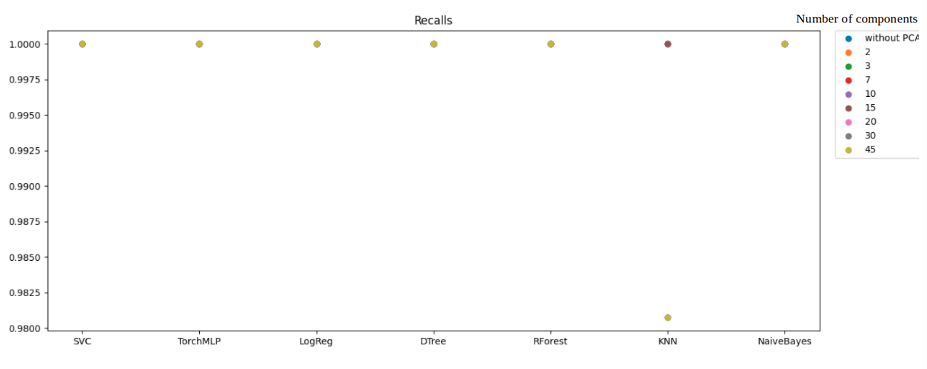 Recalls
Number of components
without PCA
2
3
7
10
15
20
30
45
1.0000
0.9975
0.9950
0.9925
0.9900
0.9875
0.9850
0.9825
0.9800
SVC
TorchMLP
LogReg
DTree
RForest
KNN
NaiveBayes